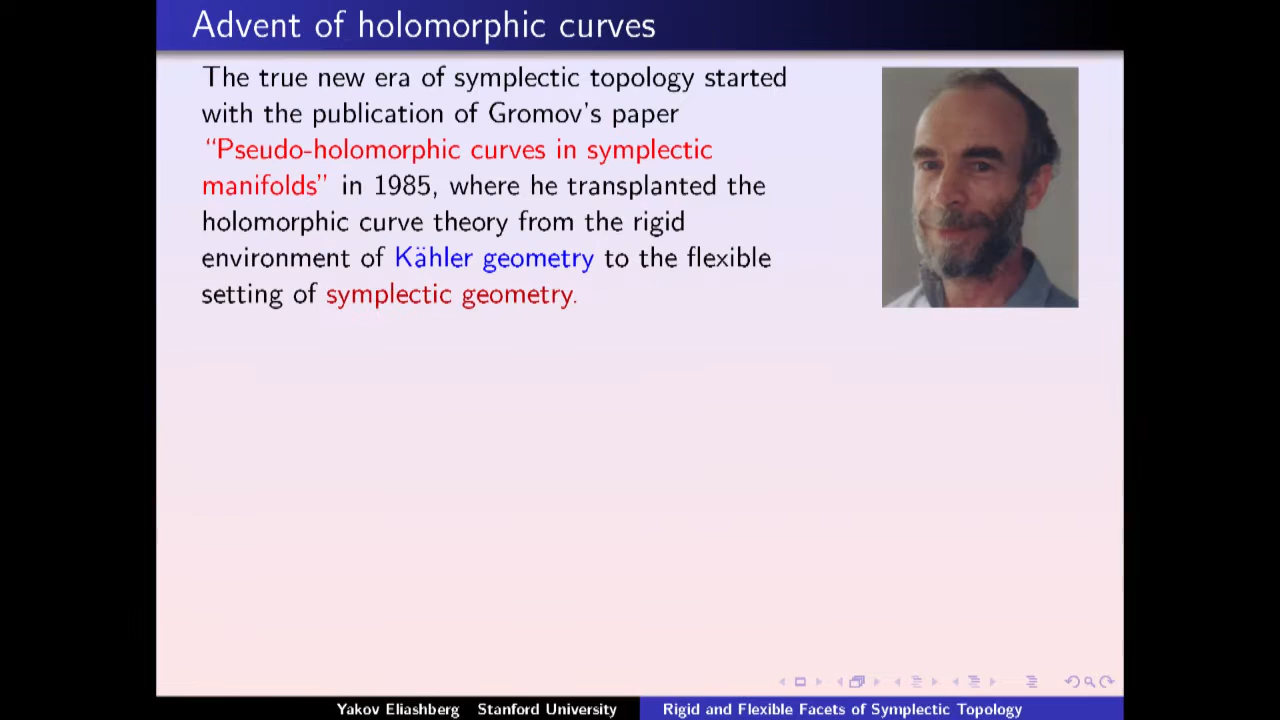 Advent of holomorphic curves
The true new era of symplectic topology started
with the publication of Gromov's paper
“Pseudo-holomorphic curves in symplectic
manifolds” in 1985, where he transplanted the
holomorphic curve theory from the rigid
environment of Kähler geometry to the flexible
setting of symplectic geometry.
Yakov Eliashberg Stanford University
Rigid and Flexible Facets of Symplectic Topology